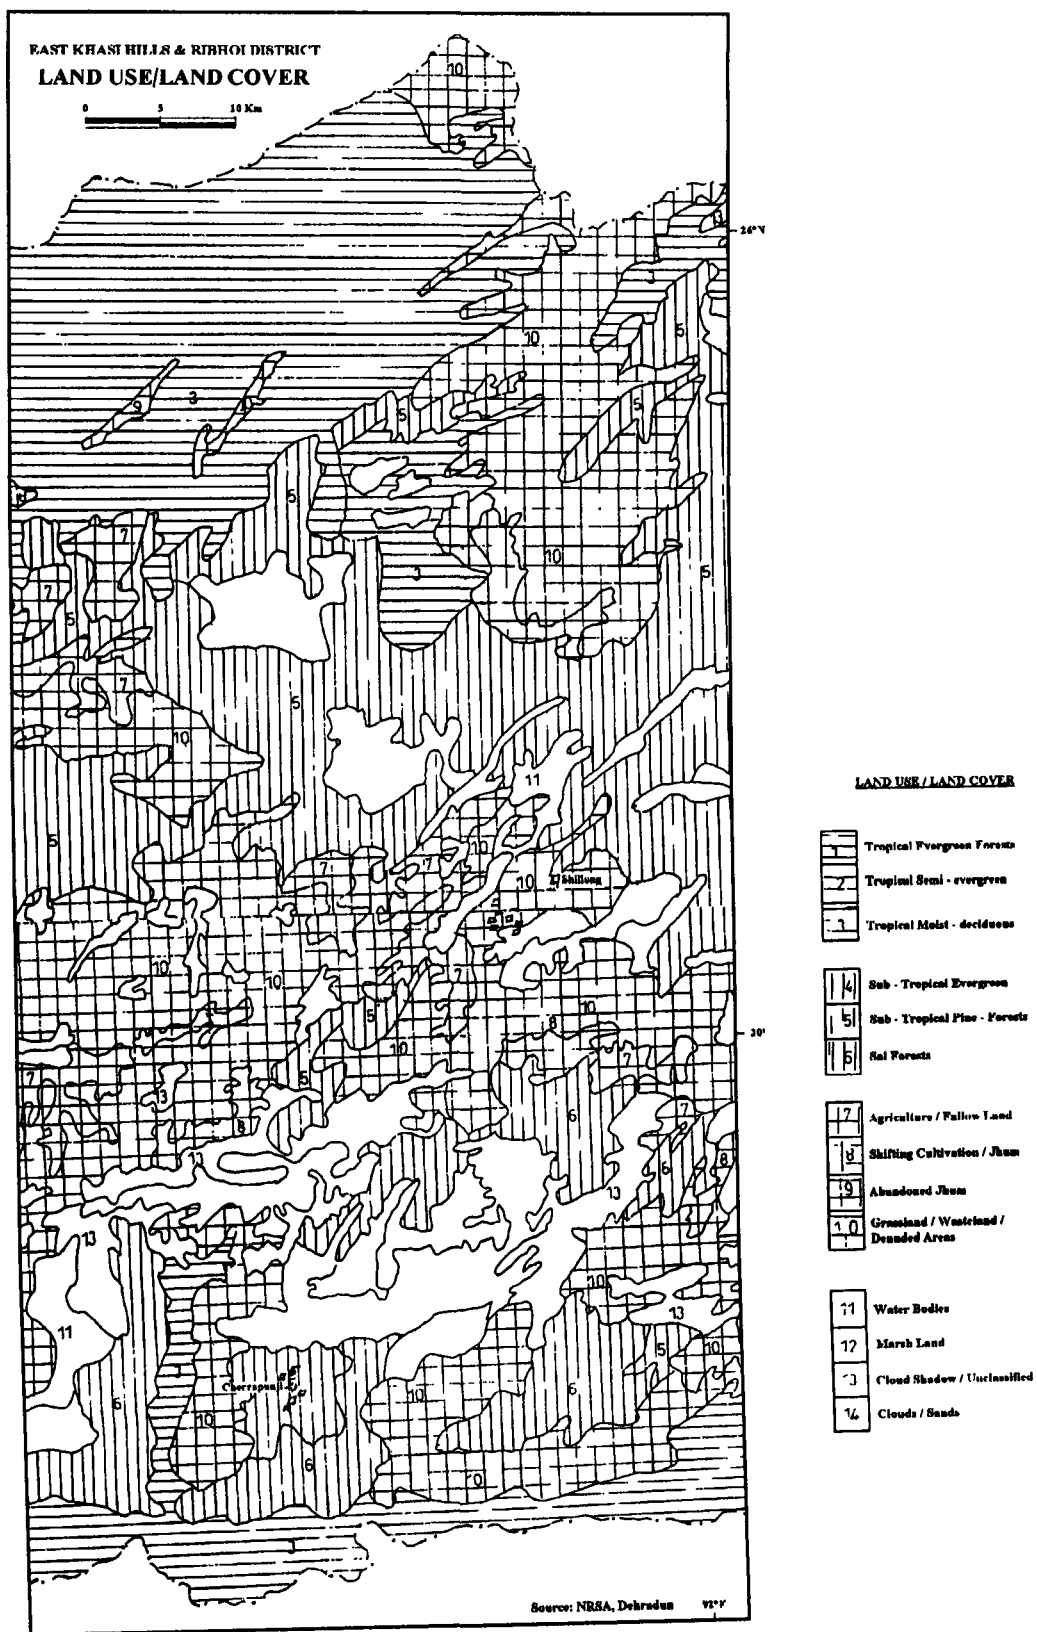 EAST KHASI HILLS & RIBHOI DISTRICT
LAND USE/LAND COVER
0 5 10 Km
10
26°N
5
10
9
3
5
5
5
7
10
7
3
5
5
7
5
10
11
5
7
7
10
10
Shillong
10
10
7
5
10
8
10
30'
7
5
7
13
8
6
7
13
6
8
13
13
10
13
11
5
10
6
Cherrapunji
10
6
10
6
10
LAND USE / LAND COVER
1 Tropical Evergreen Forests
2 Tropical Semi - evergreen
3 Tropical Moist - deciduous
4 Sub - Tropical Evergreen
5 Sub - Tropical Pine - Forests
6 Sal Forests
7 Agriculture / Fallow Land
8 Shifting Cultivation / Jhum
9 Abandoned Jhum
10 Grassland / Wasteland /
Denuded Areas
11 Water Bodies
12 Marsh Land
13 Cloud Shadow / Unclassified
14 Clouds / Sands
Source: NRSA, Dehradun